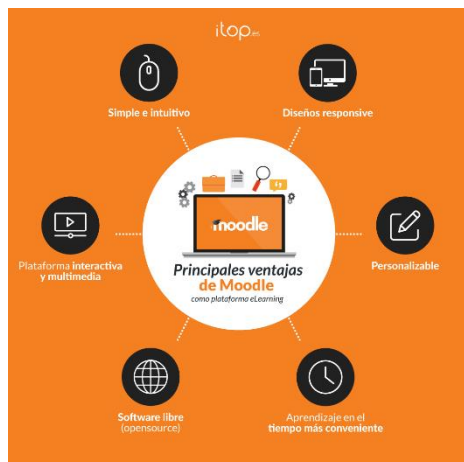 itop.es
Simple e intuitivo
Diseños responsive
moodle
Principales ventajas
de Moodle
como plataforma eLearning
Plataforma interactiva
y multimedia
Personalizable
Software libre
(opensource)
Aprendizaje en el
tiempo más conveniente